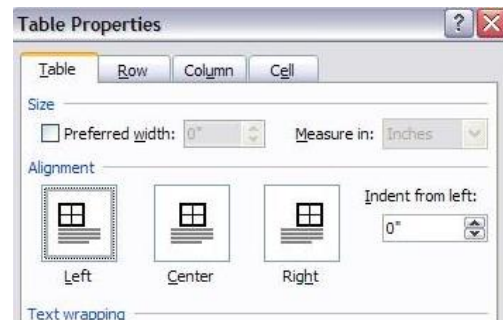 Table Properties
Table Row Column Cell
Size
Preferred width: 0" Measure in: Inches
Alignment
Indent from left:
0"
Left Center Right
Text wrapping